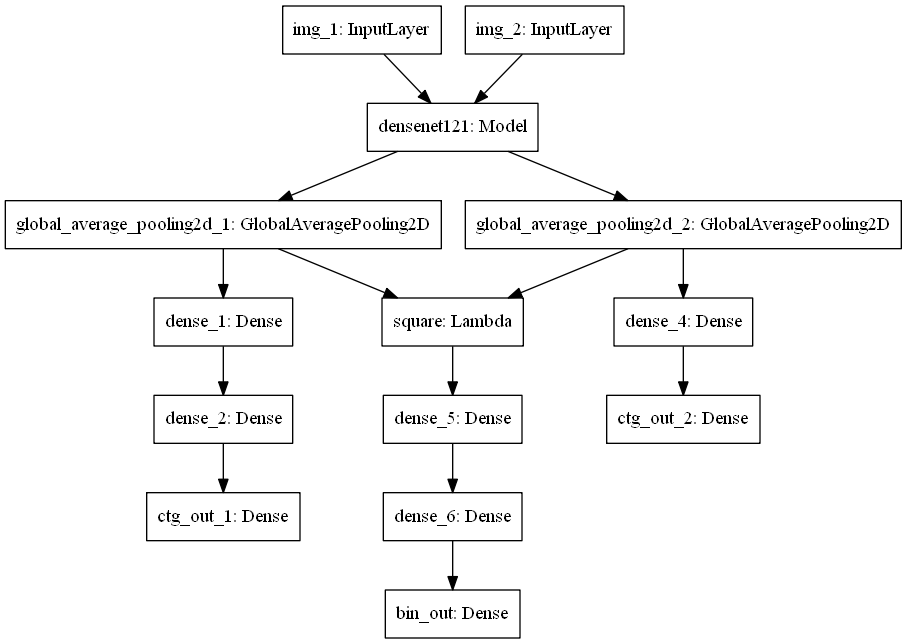 img_1: InputLayer
img_2: InputLayer
densenet121: Model
global_average_pooling2d_1: GlobalAveragePooling2D
global_average_pooling2d_2: GlobalAveragePooling2D
dense_1: Dense
square: Lambda
dense_4: Dense
dense_2: Dense
dense_5: Dense
ctg_out_2: Dense
ctg_out_1: Dense
dense_6: Dense
bin_out: Dense